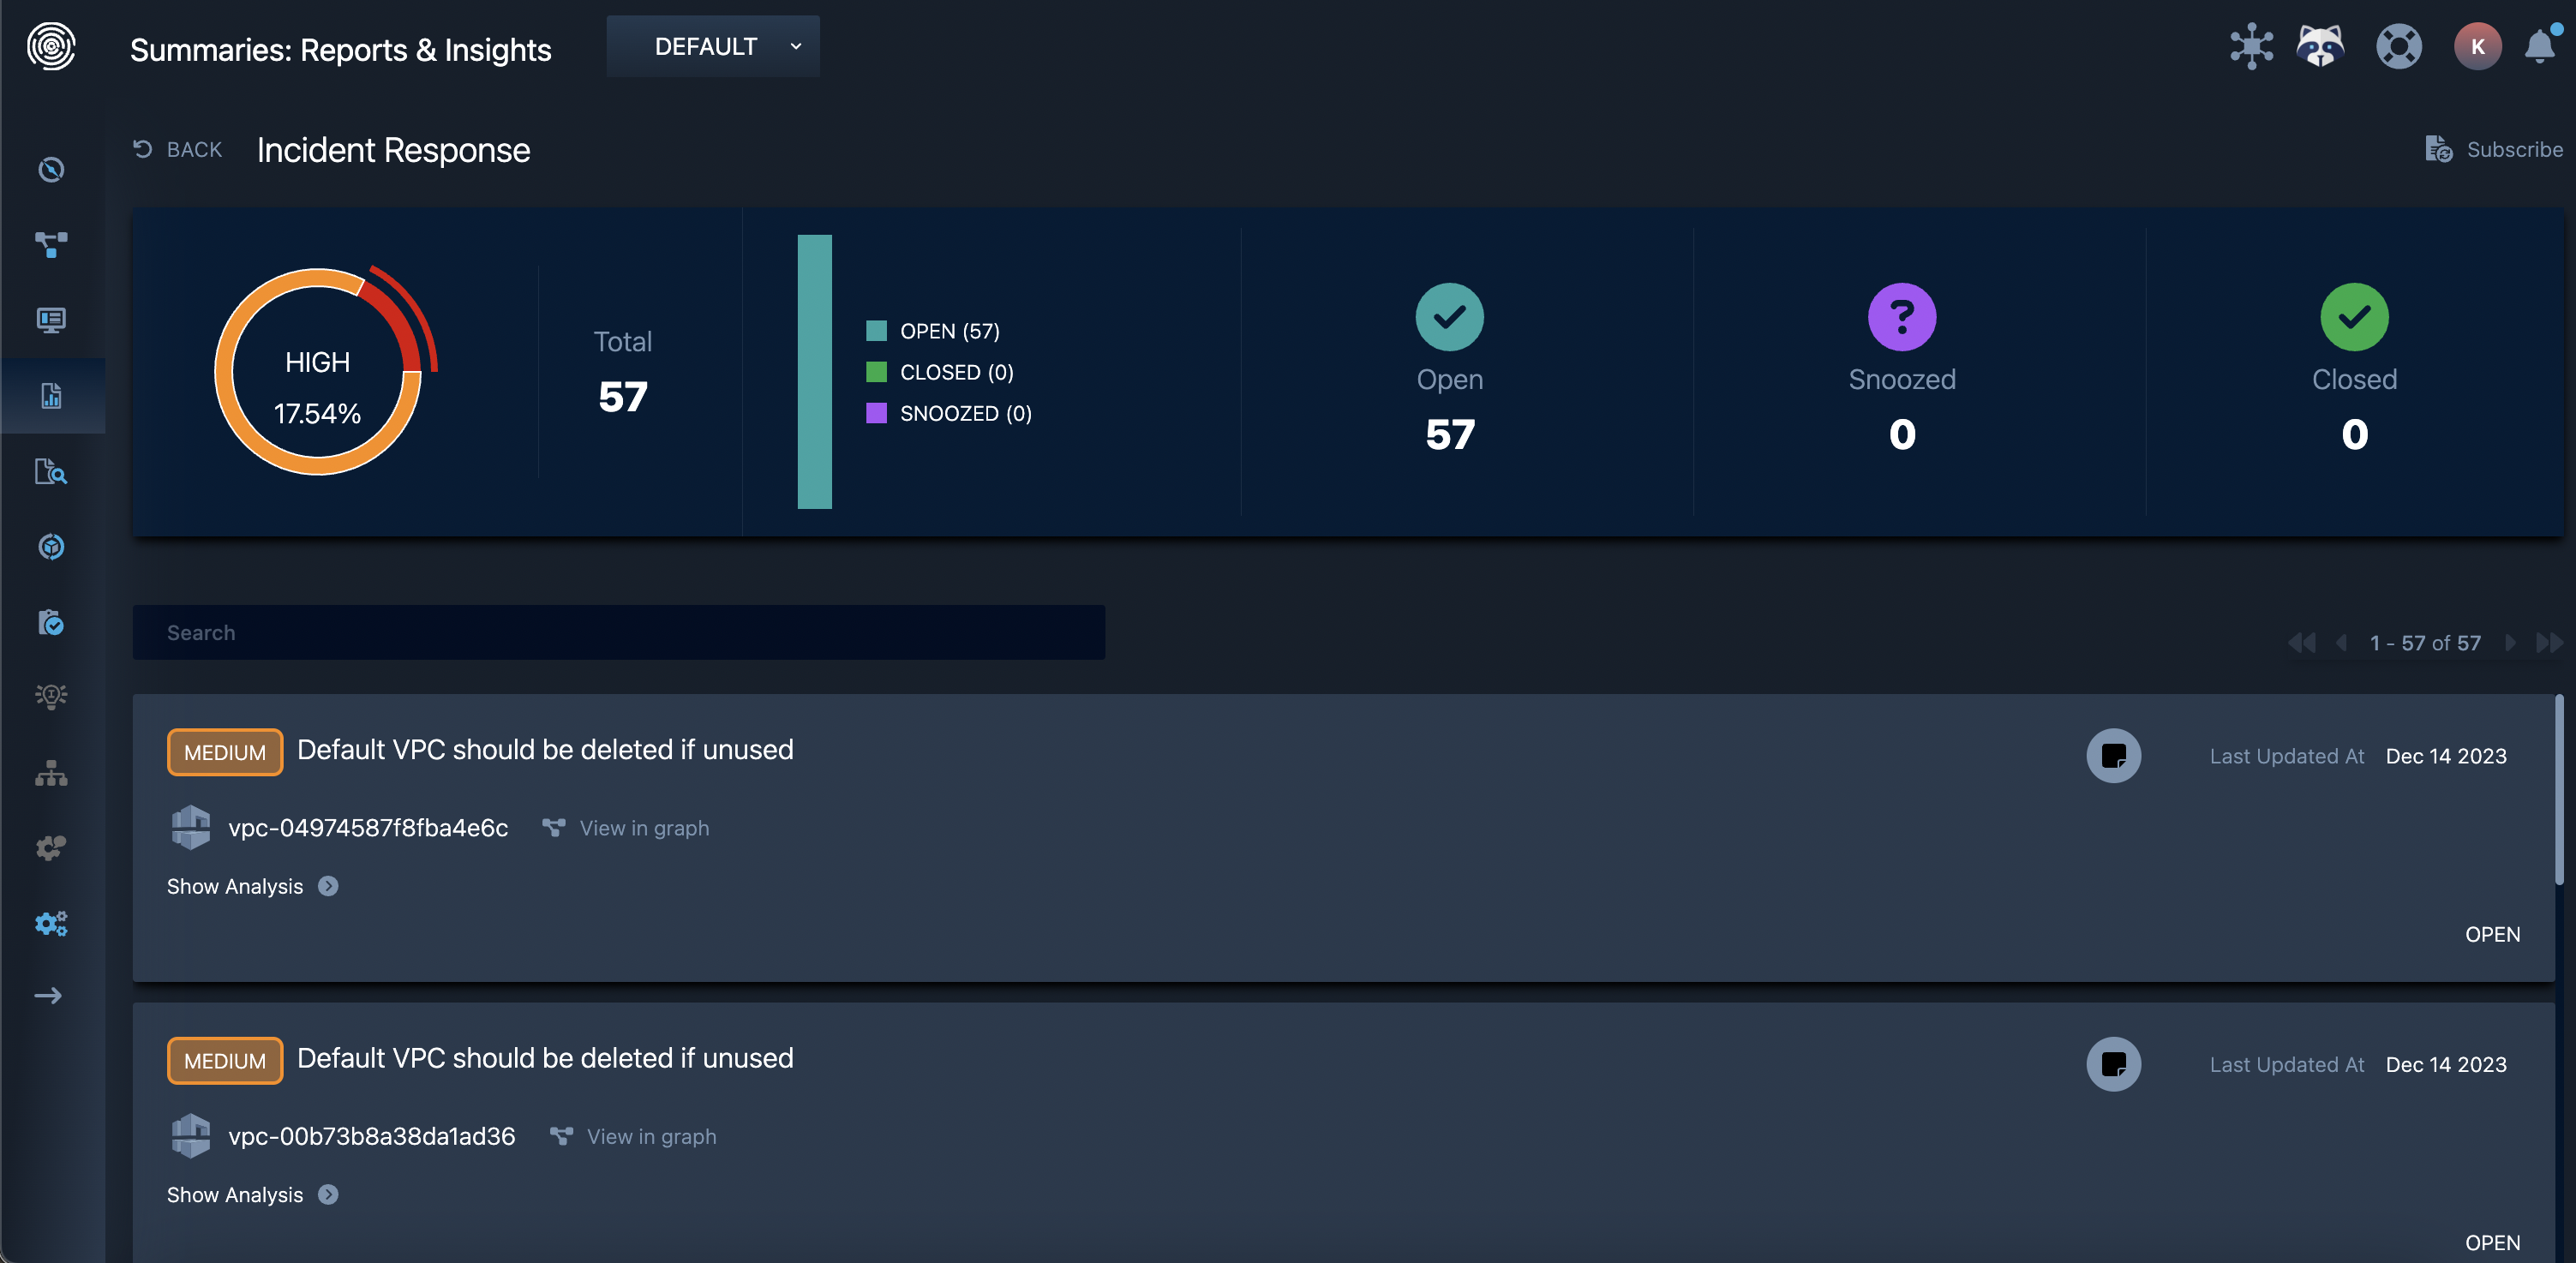 Summaries: Reports & Insights
DEFAULT
K
BACK
Incident Response
Subscribe
HIGH
17.54%
Total
57
OPEN (57)
CLOSED (0)
SNOOZED (0)
Open
57
Snoozed
0
Closed
0
Search
1 - 57 of 57
MEDIUM
Default VPC should be deleted if unused
Last Updated At Dec 14 2023
vpc-04974587f8fba4e6c
View in graph
Show Analysis
OPEN
MEDIUM
Default VPC should be deleted if unused
Last Updated At Dec 14 2023
vpc-00b73b8a38da1ad36
View in graph
Show Analysis
OPEN